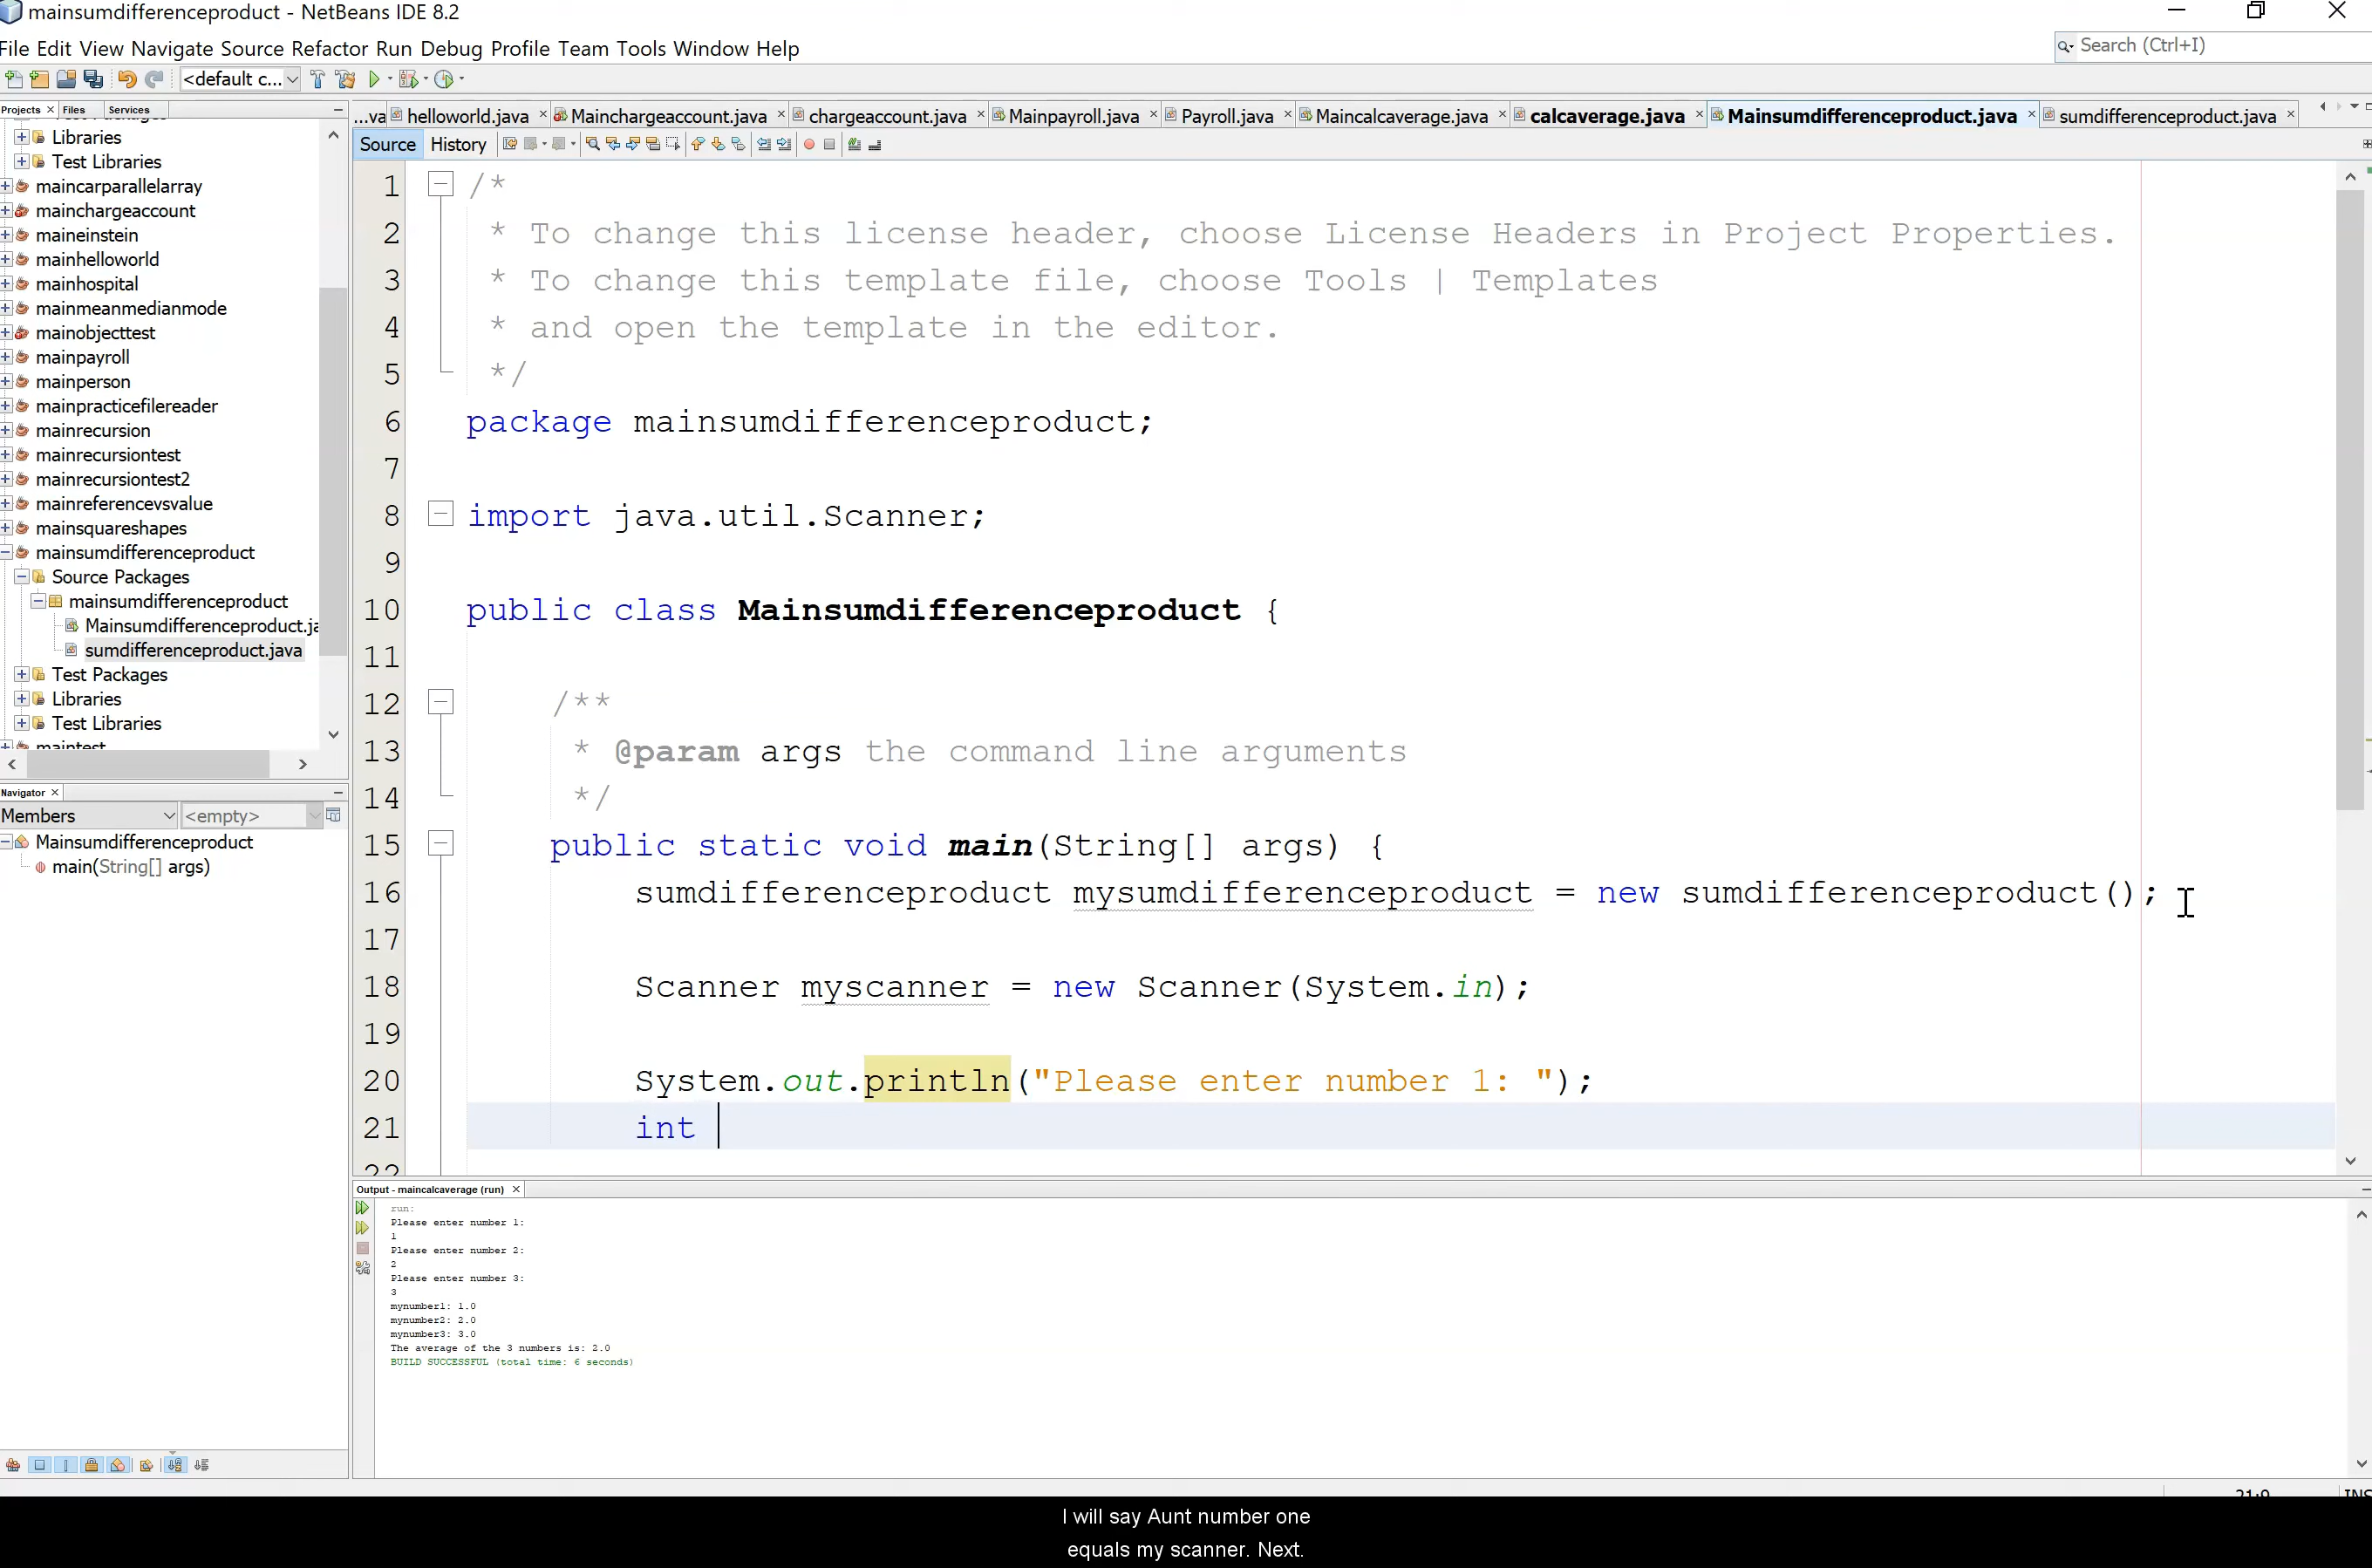 mainsumdifferenceproduct - NetBeans IDE 8.2
File Edit View Navigate Source Refactor Run Debug Profile Team Tools Window Help
Search (Ctrl+I)
<default c...
Projects Files Services
...va helloworld.java Mainchargeaccount.java chargeaccount.java Mainpayroll.java Payroll.java Maincalcaverage.java calcaverage.java Mainsumdifferenceproduct.java sumdifferenceproduct.java
Source History
Test Packages
Libraries
Test Libraries
maincarparallelarray
mainchargeaccount
maineinstein
mainhelloworld
mainhospital
mainmeanmedianmode
mainobjecttest
mainpayroll
mainperson
mainpracticefilereader
mainrecursion
mainrecursiontest
mainrecursiontest2
mainreferencevsvalue
mainsquareshapes
mainsumdifferenceproduct
Source Packages
mainsumdifferenceproduct
Mainsumdifferenceproduct.ja
sumdifferenceproduct.java
Test Packages
Libraries
Test Libraries
maintest
Navigator
Members <empty>
Mainsumdifferenceproduct
main(String[] args)
1 /*
2 * To change this license header, choose License Headers in Project Properties.
3 * To change this template file, choose Tools | Templates
4 * and open the template in the editor.
5 */
6 package mainsumdifferenceproduct;
7
8 import java.util.Scanner;
9
10 public class Mainsumdifferenceproduct {
11
12 /**
13 * @param args the command line arguments
14 */
15 public static void main(String[] args) {
16 sumdifferenceproduct mysumdifferenceproduct = new sumdifferenceproduct();
17
18 Scanner myscanner = new Scanner(System.in);
19
20 System.out.println("Please enter number 1: ");
21 int
22
Output - maincalcaverage (run)
run:
Please enter number 1:
1
Please enter number 2:
2
Please enter number 3:
3
mynumber1: 1.0
mynumber2: 2.0
mynumber3: 3.0
The average of the 3 numbers is: 2.0
BUILD SUCCESSFUL (total time: 6 seconds)
21:9 INS
I will say Aunt number one
equals my scanner. Next.